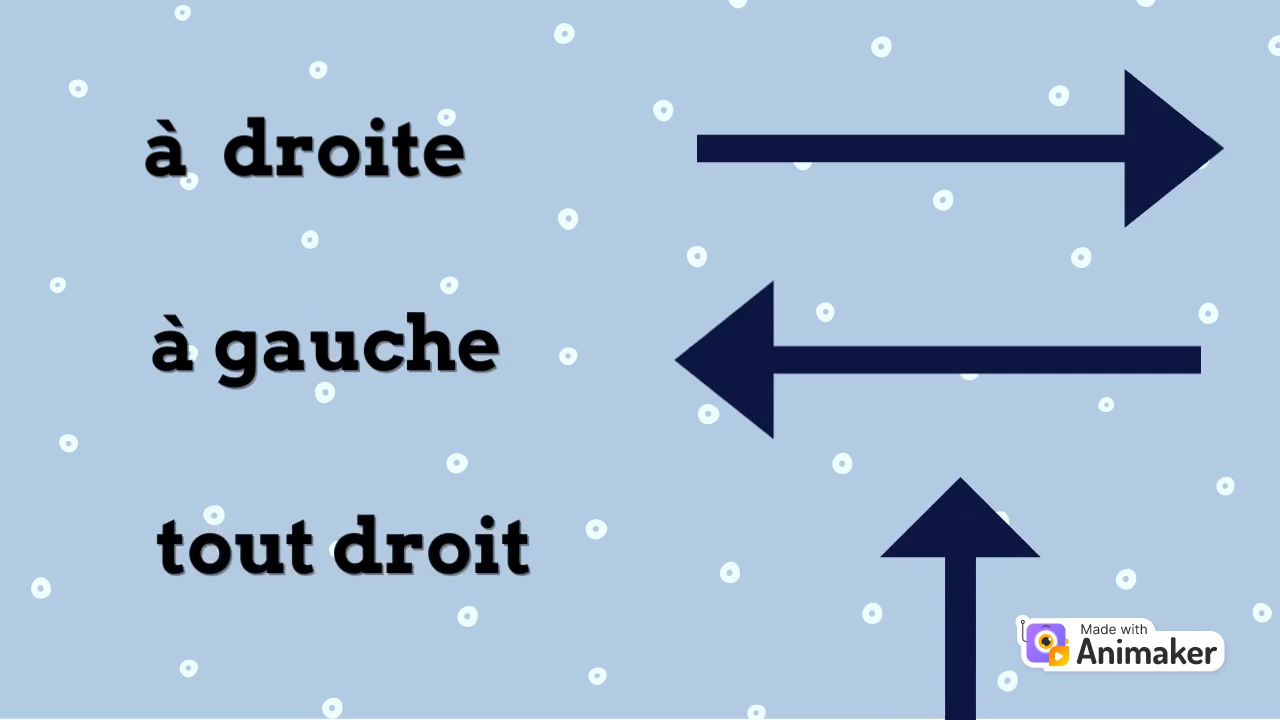 à droite
à gauche
tout droit
Made with
Animaker